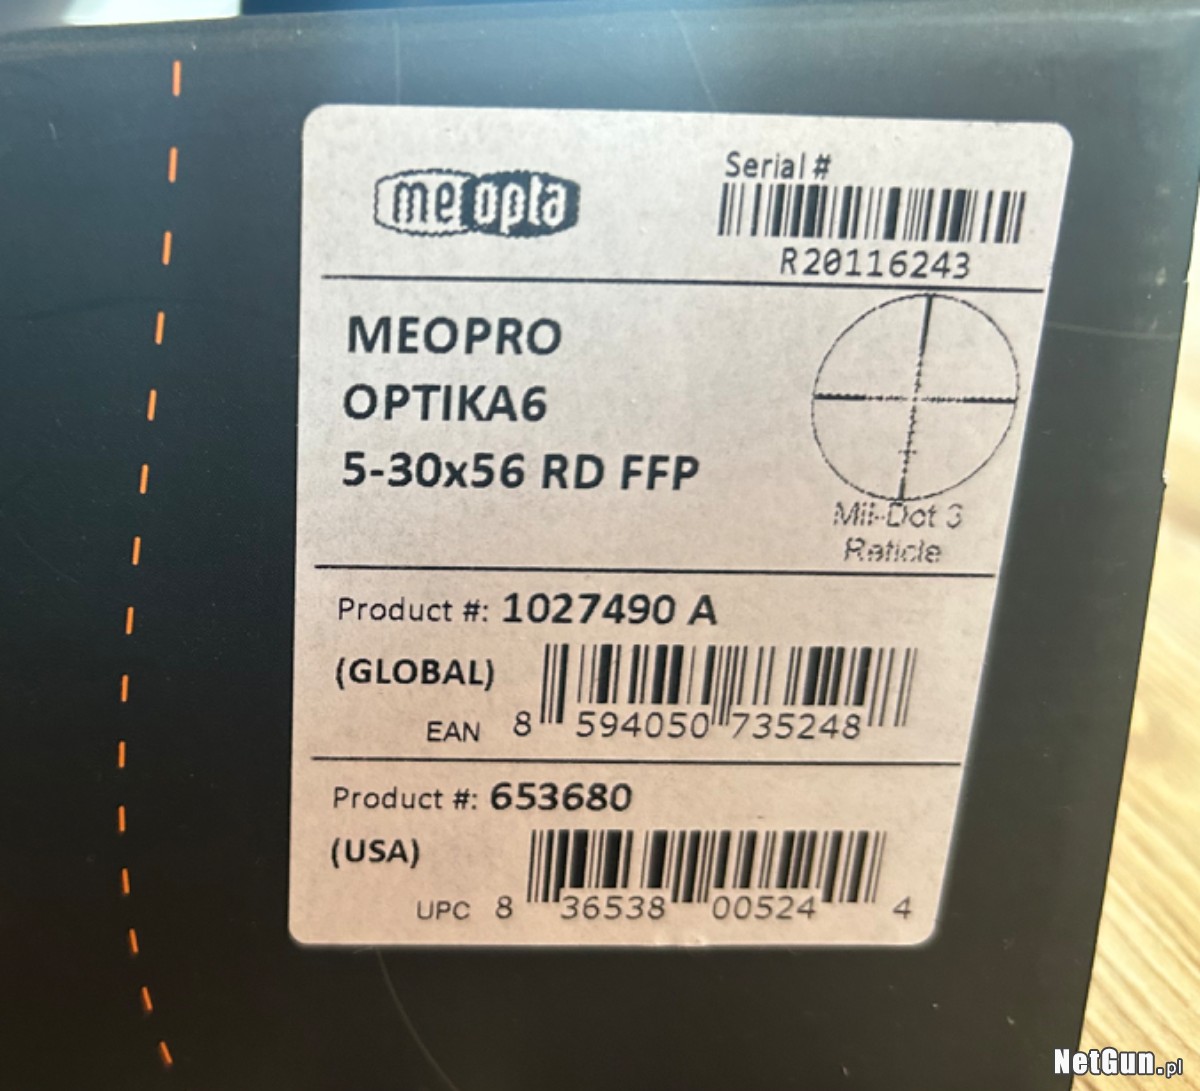 meopta
Serial #
R20116243
MEOPRO
OPTIKA6
5-30x56 RD FFP
Mil-Dot 3
Reticle
Product #: 1027490 A
(GLOBAL)
EAN 8 594050 735248
Product #: 653680
(USA)
UPC 8 36538 00524 4
NetGun.pl